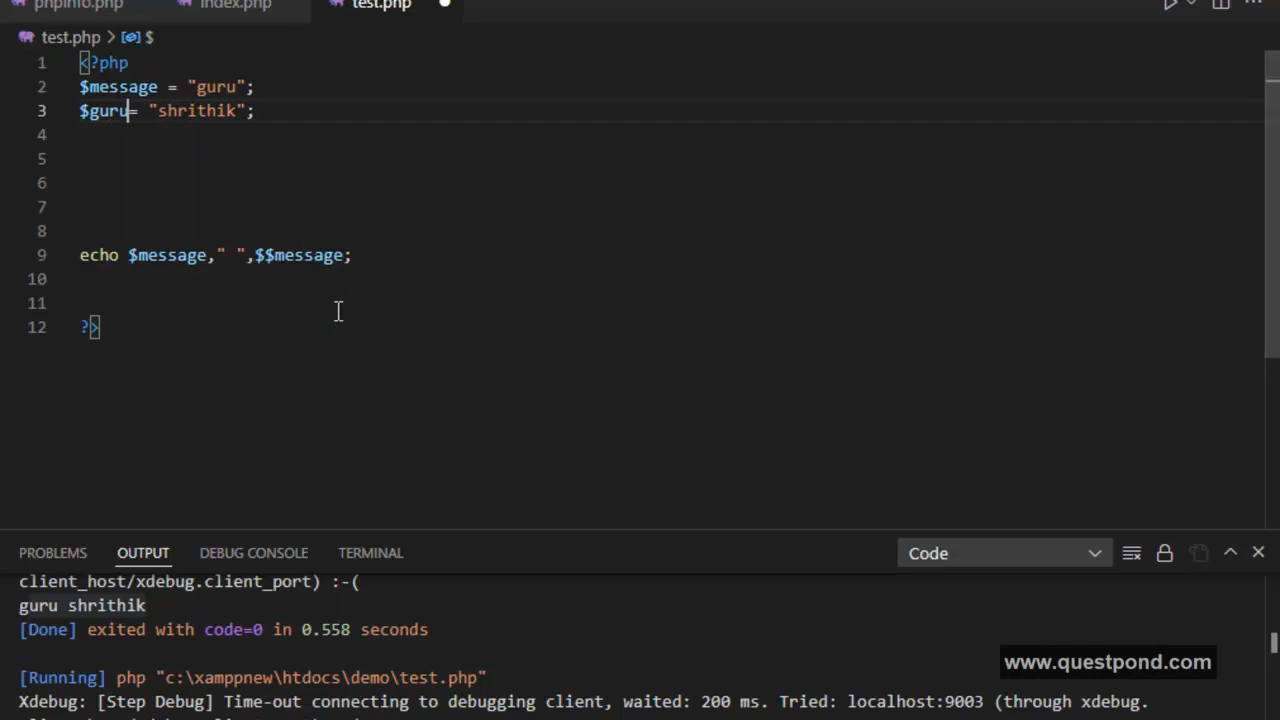 phpinfo.php index.php test.php
test.php > $
1 <?php
2 $message = "guru";
3 $guru= "shrithik";
4
5
6
7
8
9 echo $message," ",$$message;
10
11
12 ?>
PROBLEMS OUTPUT DEBUG CONSOLE TERMINAL Code
client_host/xdebug.client_port) :-(
guru shrithik
[Done] exited with code=0 in 0.558 seconds
www.questpond.com
[Running] php "c:\xamppnew\htdocs\demo\test.php"
Xdebug: [Step Debug] Time-out connecting to debugging client, waited: 200 ms. Tried: localhost:9003 (through xdebug.